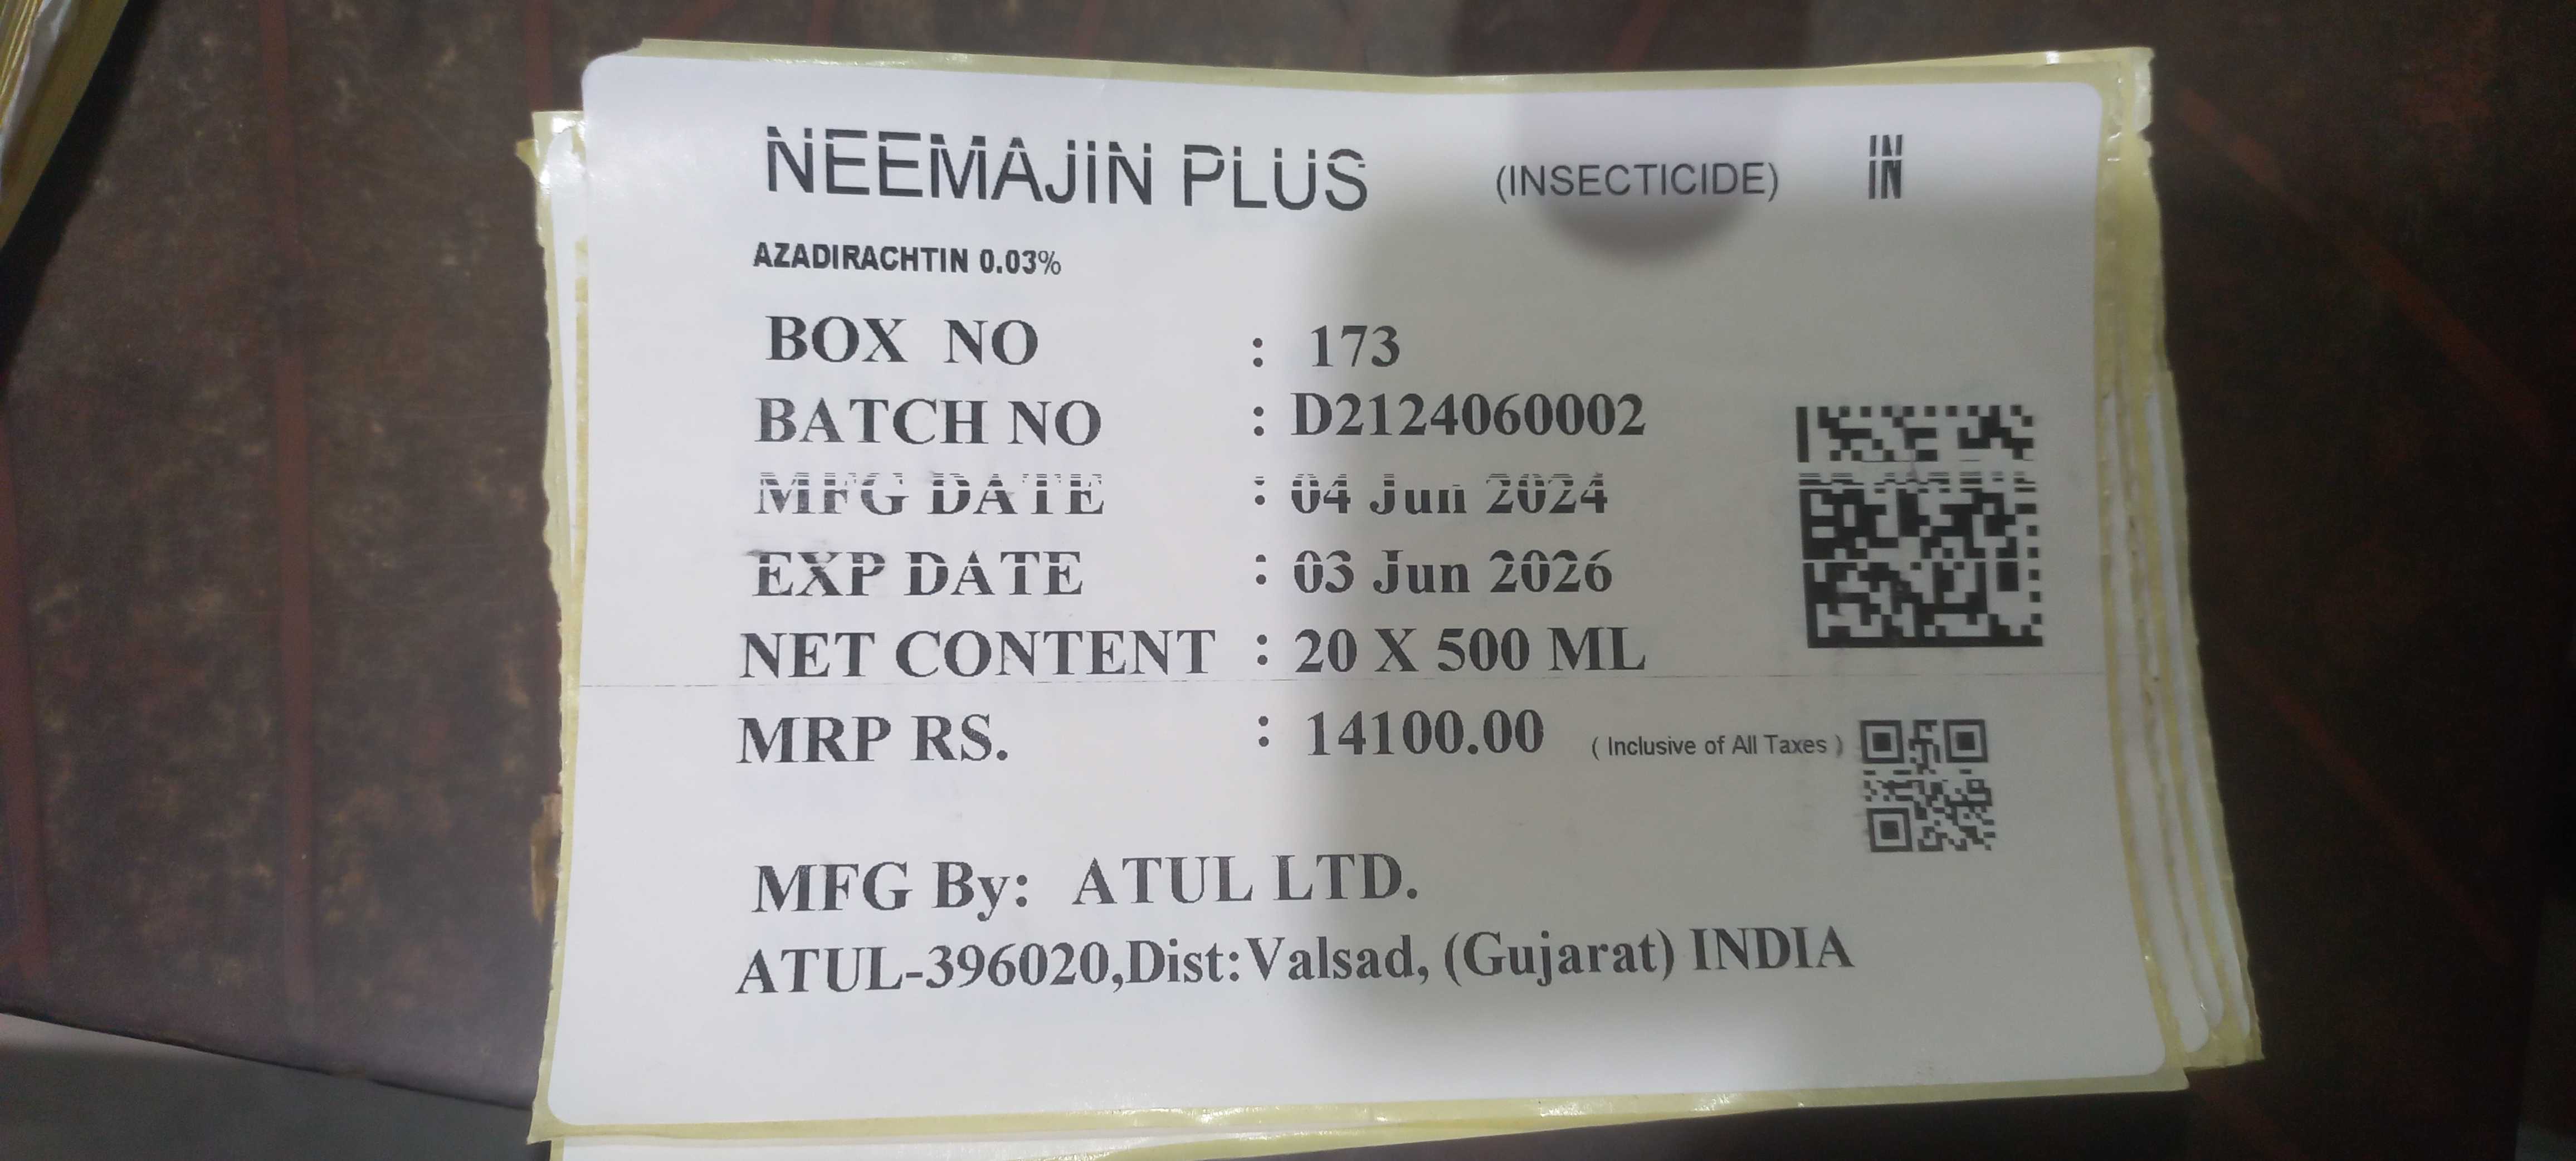 NEEMAJIN PLUS (INSECTICIDE) IN
AZADIRACHTIN 0.03%
BOX NO : 173
BATCH NO : D2124060002
MFG DATE : 04 Jun 2024
EXP DATE : 03 Jun 2026
NET CONTENT : 20 X 500 ML
MRP RS. : 14100.00 ( Inclusive of All Taxes )
MFG By: ATUL LTD.
ATUL-396020,Dist:Valsad, (Gujarat) INDIA